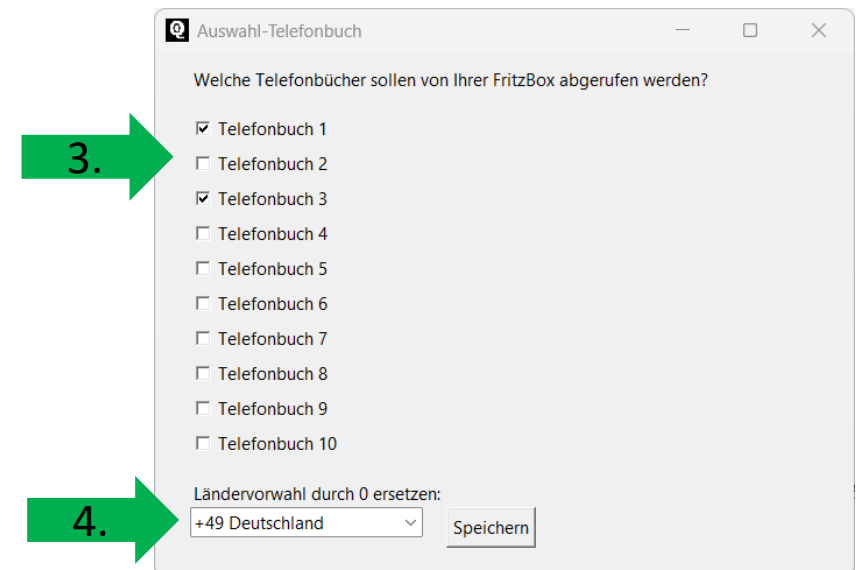 Auswahl-Telefonbuch
Welche Telefonbücher sollen von Ihrer FritzBox abgerufen werden?
Telefonbuch 1
3.
Telefonbuch 2
Telefonbuch 3
Telefonbuch 4
Telefonbuch 5
Telefonbuch 6
Telefonbuch 7
Telefonbuch 8
Telefonbuch 9
Telefonbuch 10
Ländervorwahl durch 0 ersetzen:
4.
+49 Deutschland
Speichern